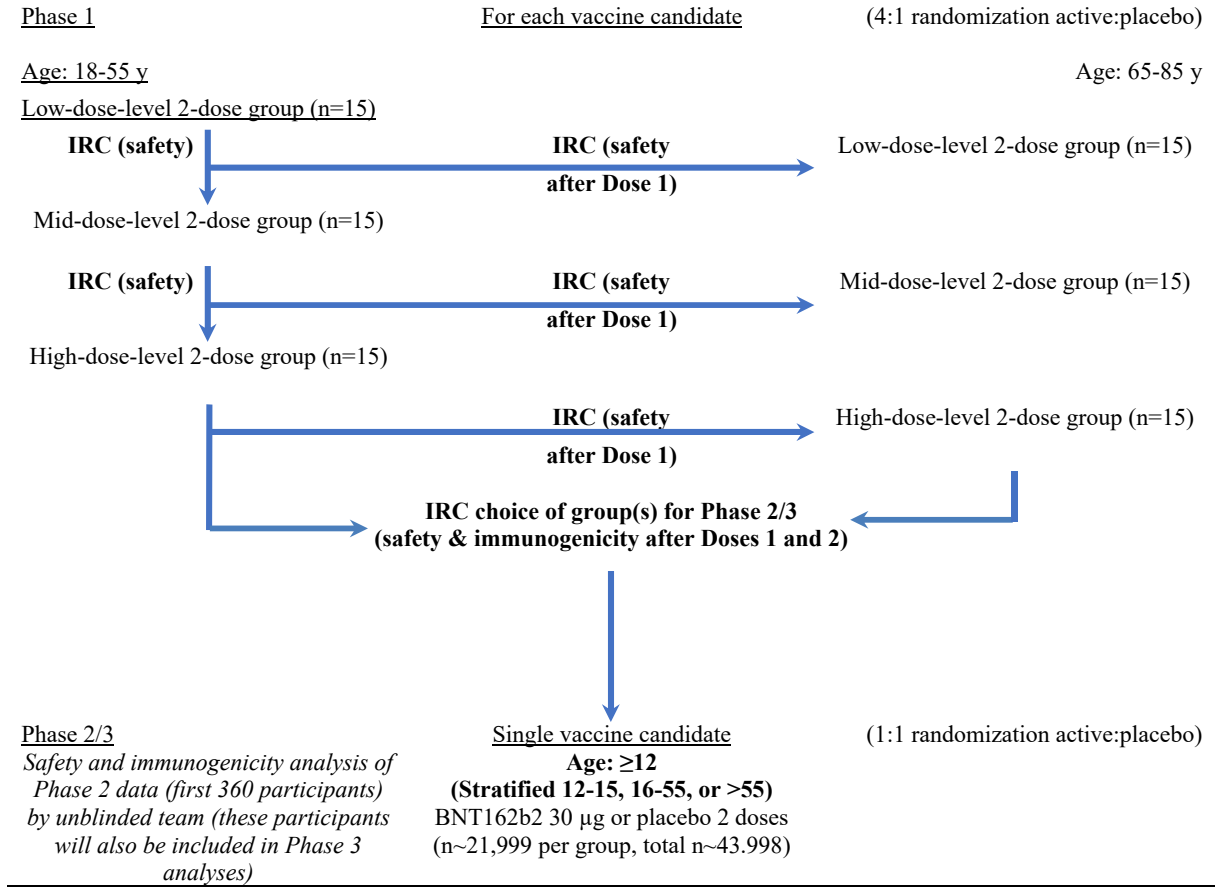 Phase 1 For each vaccine candidate (4:1 randomization active:placebo)
Age: 18-55 y Age: 65-85 y
Low-dose-level 2-dose group (n=15)
IRC (safety) IRC (safety Low-dose-level 2-dose group (n=15)
after Dose 1)
Mid-dose-level 2-dose group (n=15)
IRC (safety) IRC (safety Mid-dose-level 2-dose group (n=15)
after Dose 1)
High-dose-level 2-dose group (n=15)
IRC (safety High-dose-level 2-dose group (n=15)
after Dose 1)
IRC choice of group(s) for Phase 2/3
(safety & immunogenicity after Doses 1 and 2)
Phase 2/3 Single vaccine candidate (1:1 randomization active:placebo)
Safety and immunogenicity analysis of
Phase 2 data (first 360 participants)
by unblinded team (these participants
will also be included in Phase 3
analyses)
Age: ≥12
(Stratified 12-15, 16-55, or >55)
BNT162b2 30 µg or placebo 2 doses
(n~21,999 per group, total n~43.998)